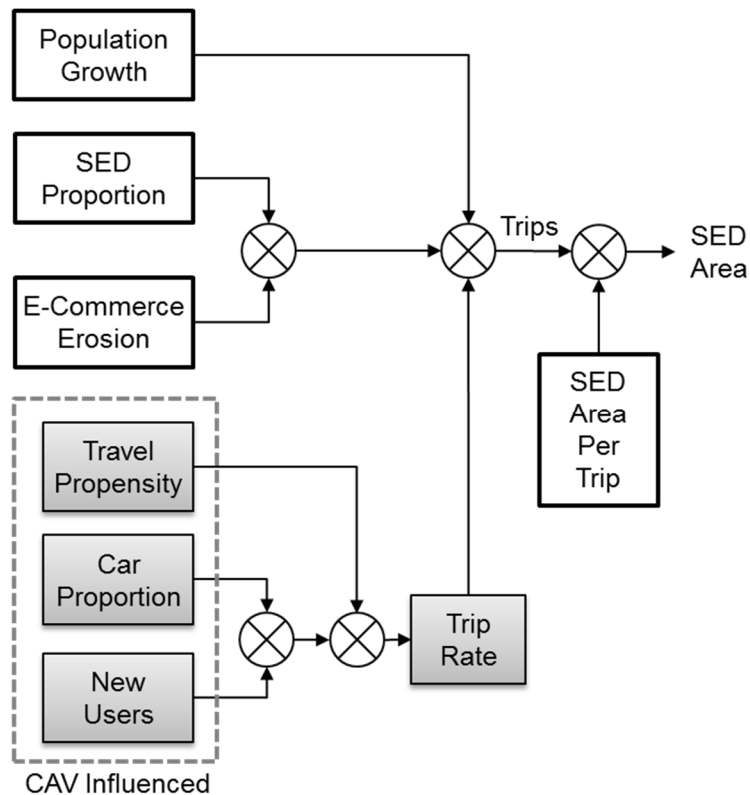 Population
Growth
SED
Proportion
Trips
SED
Area
E-Commerce
Erosion
SED
Area
Per
Trip
Travel
Propensity
Car
Proportion
Trip
Rate
New
Users
CAV Influenced